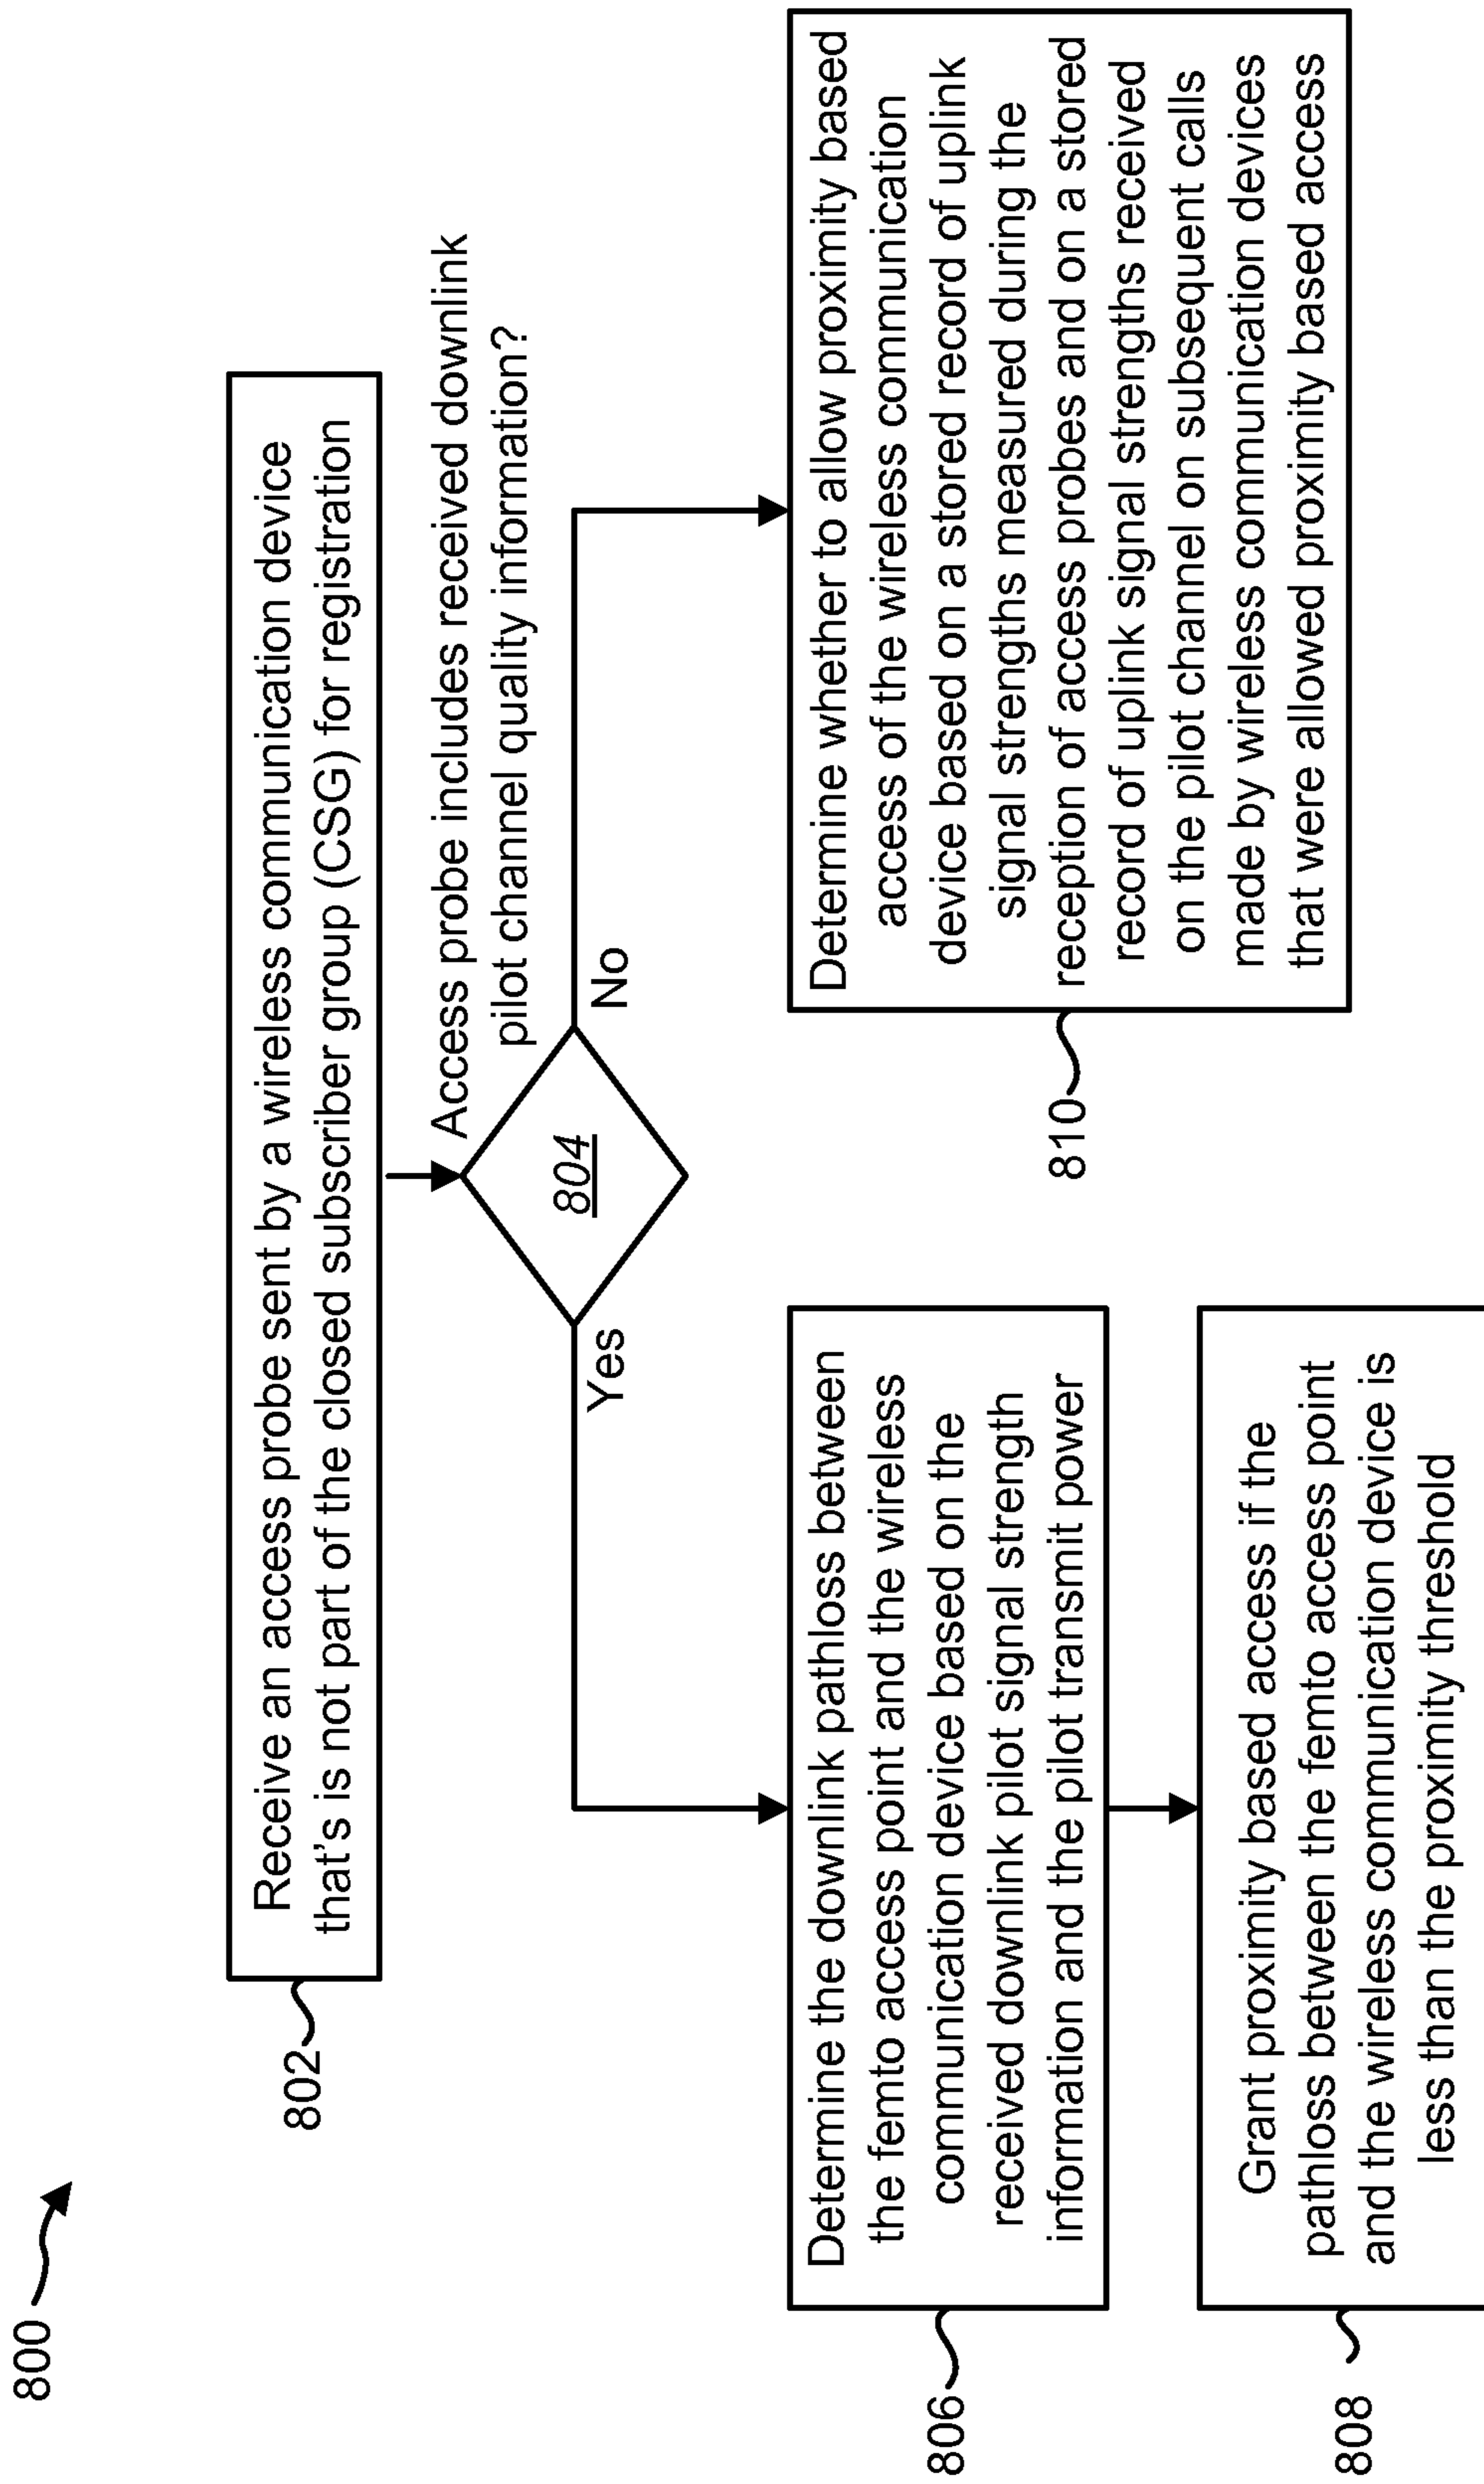 800
802
Receive an access probe sent by a wireless communication device
that's is not part of the closed subscriber group (CSG) for registration
Access probe includes received downlink
pilot channel quality information?
804
Yes
No
806
Determine the downlink pathloss between
the femto access point and the wireless
communication device based on the
received downlink pilot signal strength
information and the pilot transmit power
808
Grant proximity based access if the
pathloss between the femto access point
and the wireless communication device is
less than the proximity threshold
810
Determine whether to allow proximity based
access of the wireless communication
device based on a stored record of uplink
signal strengths measured during the
reception of access probes and on a stored
record of uplink signal strengths received
on the pilot channel on subsequent calls
made by wireless communication devices
that were allowed proximity based access